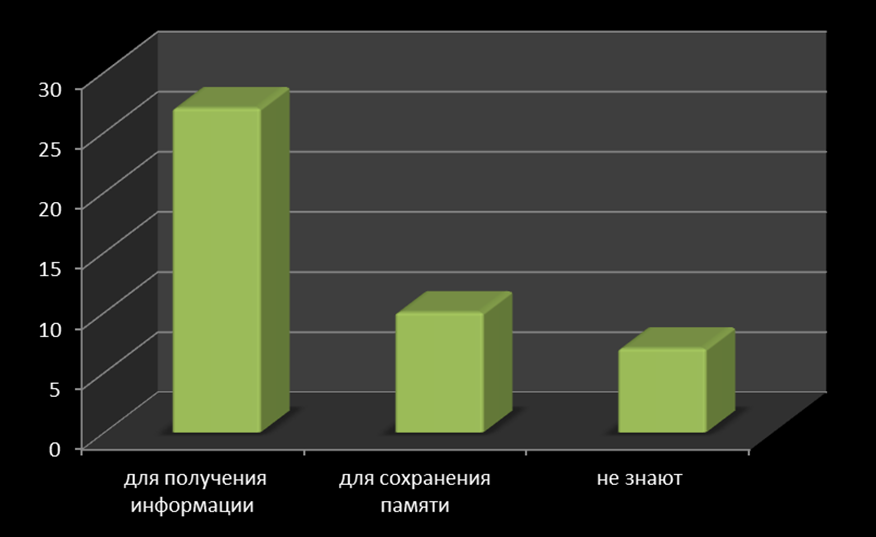 30
25
20
15
10
5
0
для получения
информации
для сохранения
памяти
не знают